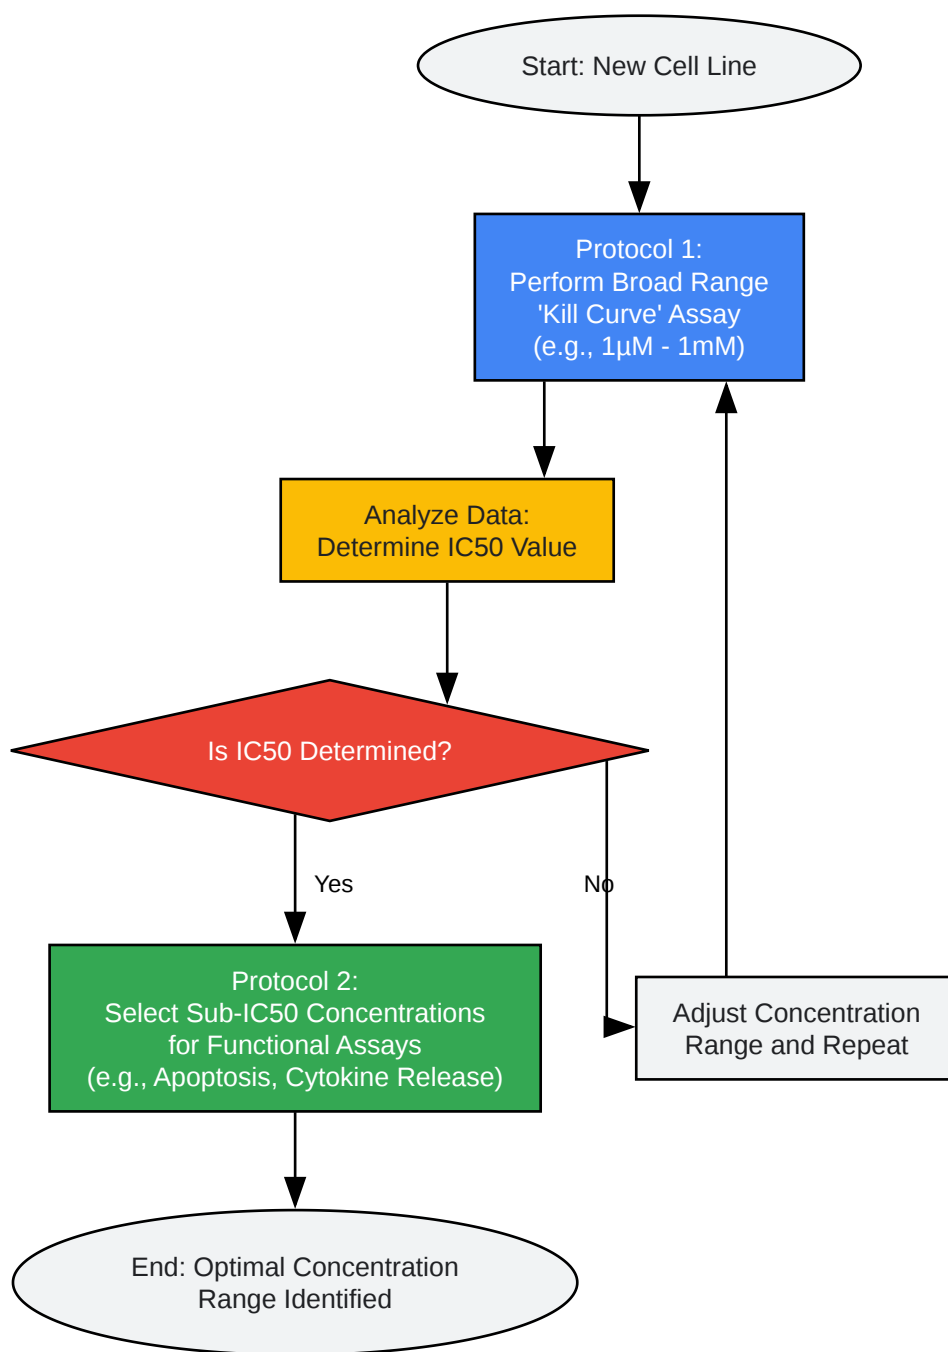 Start: New Cell Line
Protocol 1:
Perform Broad Range
'Kill Curve' Assay
(e.g., 1µM - 1mM)
Analyze Data:
Determine IC50 Value
Is IC50 Determined?
Yes
No
Protocol 2:
Select Sub-IC50 Concentrations
for Functional Assays
(e.g., Apoptosis, Cytokine Release)
Adjust Concentration
Range and Repeat
End: Optimal Concentration
Range Identified